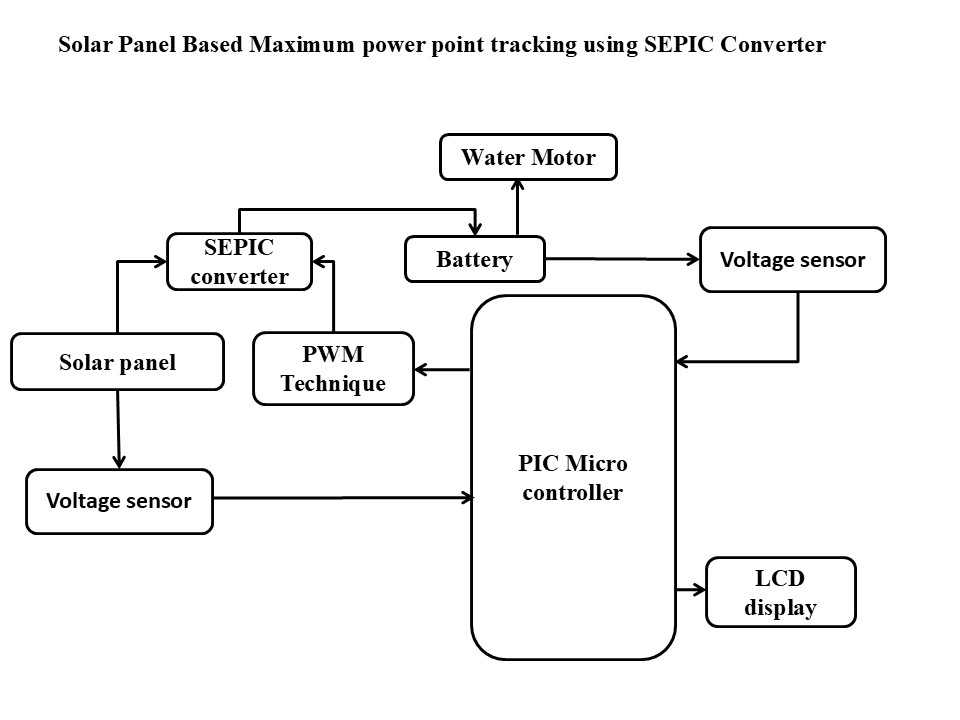 Solar Panel Based Maximum power point tracking using SEPIC Converter
Water Motor
SEPIC
converter
Battery
Voltage sensor
Solar panel
PWM
Technique
PIC Micro
controller
Voltage sensor
LCD
display